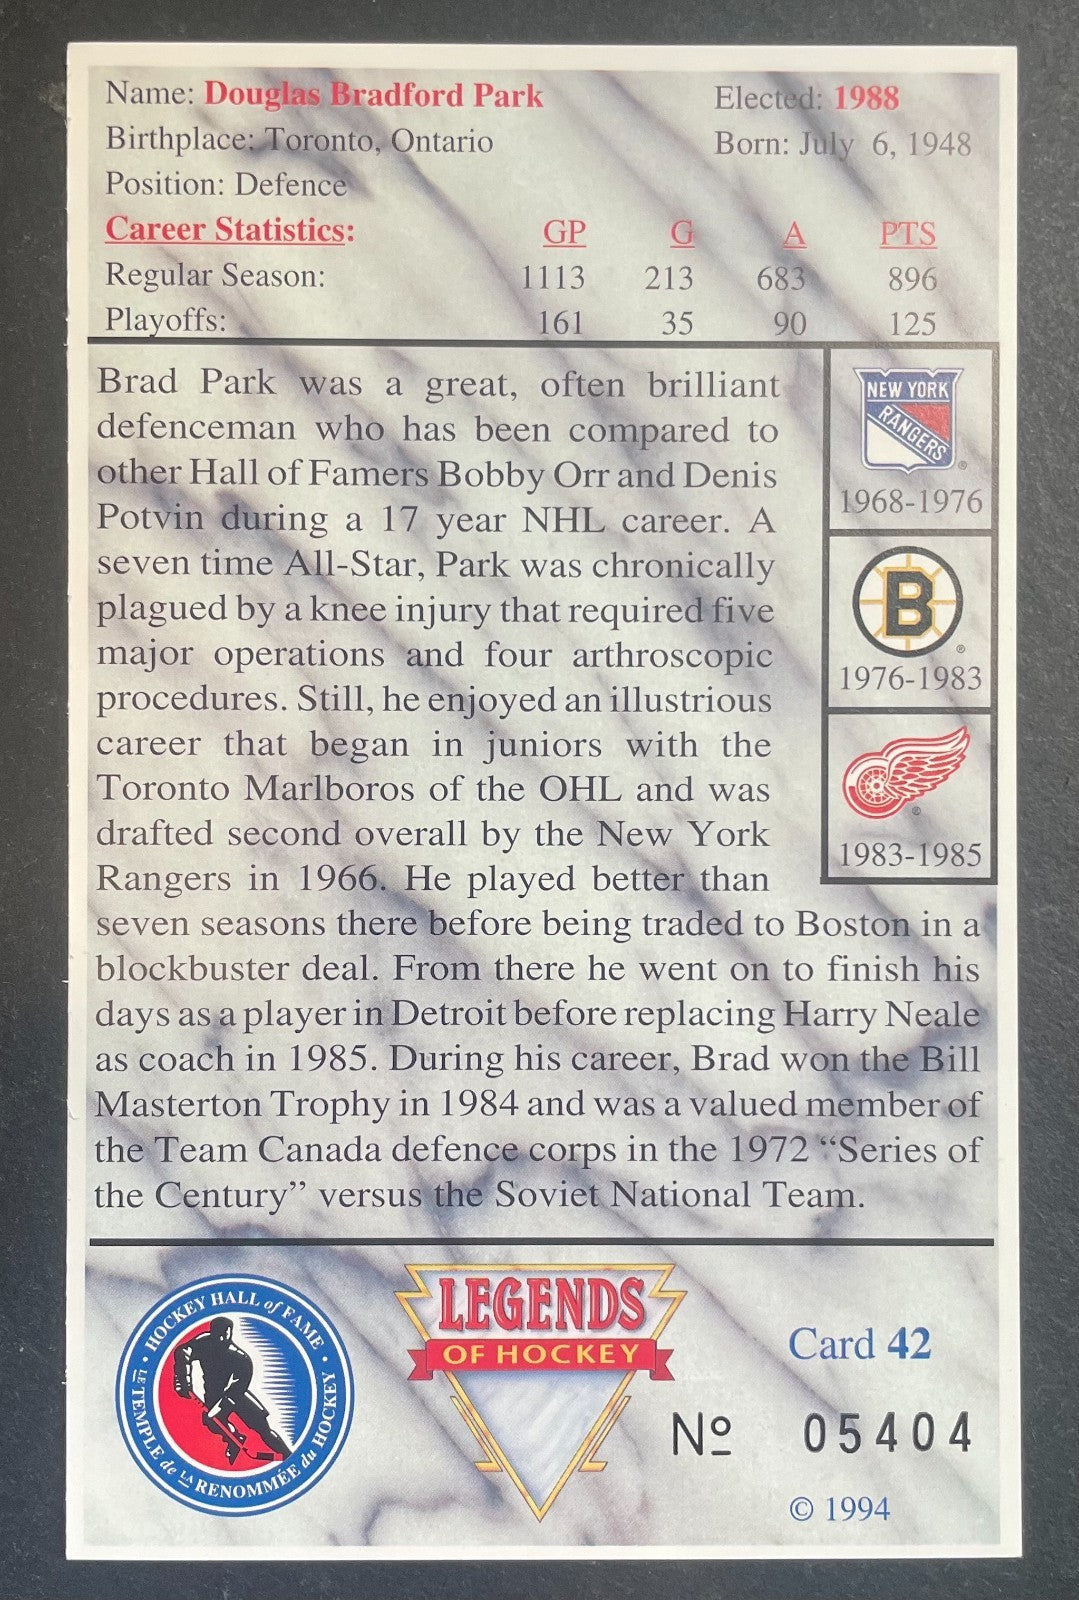 Name: Douglas Bradford Park Elected: 1988
Birthplace: Toronto, Ontario Born: July 6, 1948
Position: Defence
Career Statistics: GP G A PTS
Regular Season: 1113 213 683 896
Playoffs: 161 35 90 125
Brad Park was a great, often brilliant
defenceman who has been compared to
other Hall of Famers Bobby Orr and Denis
Potvin during a 17 year NHL career. A
seven time All-Star, Park was chronically
plagued by a knee injury that required five
major operations and four arthroscopic
procedures. Still, he enjoyed an illustrious
career that began in juniors with the
Toronto Marlboros of the OHL and was
drafted second overall by the New York
Rangers in 1966. He played better than
seven seasons there before being traded to Boston in a
blockbuster deal. From there he went on to finish his
days as a player in Detroit before replacing Harry Neale
as coach in 1985. During his career, Brad won the Bill
Masterton Trophy in 1984 and was a valued member of
the Team Canada defence corps in the 1972 “Series of
the Century” versus the Soviet National Team.
NEW YORK
RANGERS
®
1968-1976
B
®
1976-1983
®
1983-1985
HOCKEY HALL of FAME
LE TEMPLE de LA RENOMMÉE du HOCKEY
LEGENDS
OF HOCKEY
Card 42
Nº 05404
© 1994